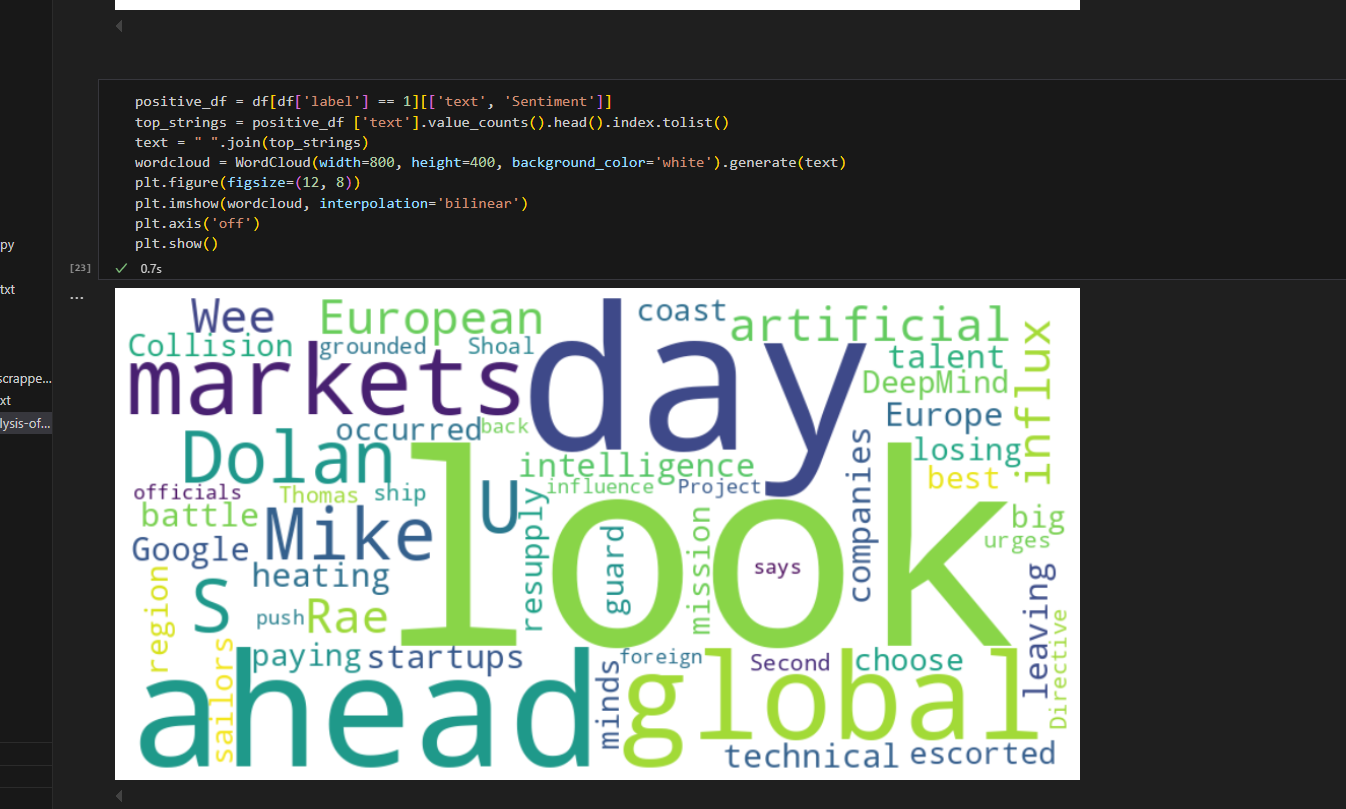 positive_df = df[df['label'] == 1][['text', 'Sentiment']]
top_strings = positive_df ['text'].value_counts().head().index.tolist()
text = " ".join(top_strings)
wordcloud = WordCloud(width=800, height=400, background_color='white').generate(text)
plt.figure(figsize=(12, 8))
plt.imshow(wordcloud, interpolation='bilinear')
plt.axis('off')
plt.show()
[23]
0.7s
...
py
txt
scrappe...
xt
lysis-of...
Wee
European
coast
artificial
Collision
grounded
Shoal
day
talent
influx
markets
DeepMind
Europe
occurred
back
Dolan
losing
intelligence
best
officials
Thomas
ship
influence
Project
companies
battle
U
resupply
mission
big
Google
Mike
look
guard
says
urges
heating
S
region
push
Rae
leaving
sailors
paying
startups
foreign
Second
choose
Directive
ahead
minds
global
technical
escorted